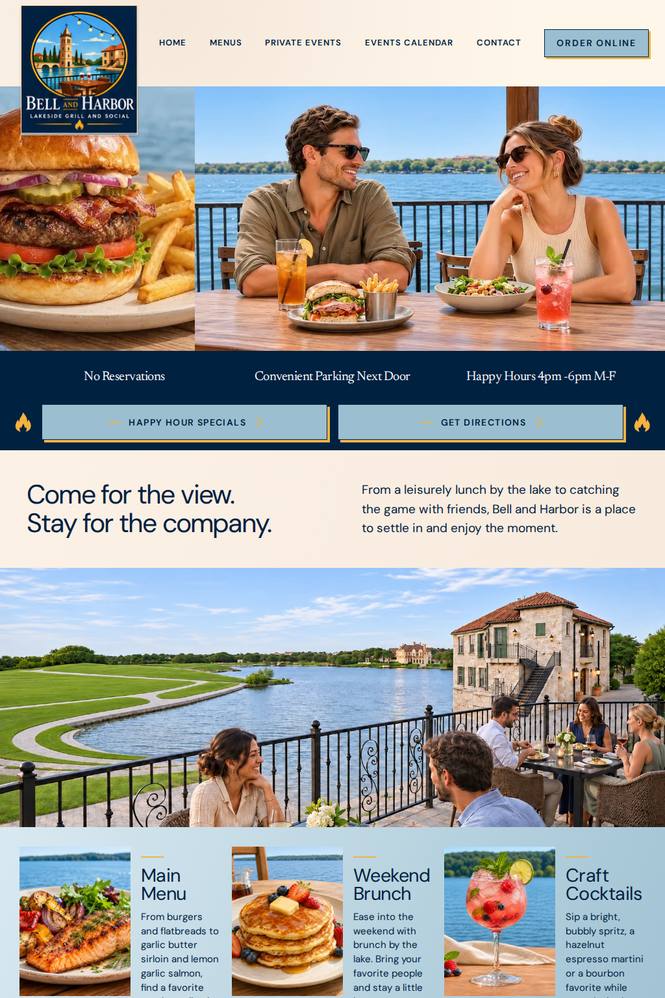 BELL AND HARBOR
LAKESIDE GRILL AND SOCIAL
HOME
MENUS
PRIVATE EVENTS
EVENTS CALENDAR
CONTACT
ORDER ONLINE
No Reservations
Convenient Parking Next Door
Happy Hours 4pm -6pm M-F
HAPPY HOUR SPECIALS
GET DIRECTIONS
Come for the view.
Stay for the company.
From a leisurely lunch by the lake to catching
the game with friends, Bell and Harbor is a place
to settle in and enjoy the moment.
Main
Menu
From burgers
and flatbreads to
garlic butter
sirloin and lemon
garlic salmon,
find a favorite
Weekend
Brunch
Ease into the
weekend with
brunch by the
lake. Bring your
favorite people
and stay a little
Craft
Cocktails
Sip a bright,
bubbly spritz, a
hazelnut
espresso martini
or a bourbon
favorite while